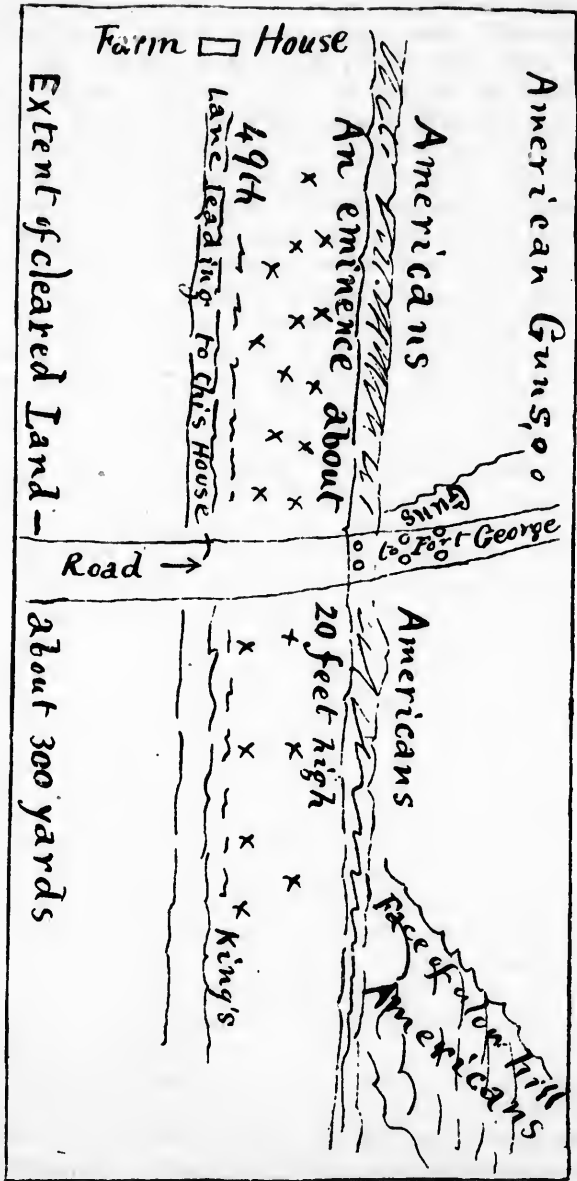 Farm House
American Guns
Americans
An eminence about
20 feet high
49th
Lane leading to this House
Extent of cleared Land —
about 300 yards
Guns
to Fort George
Road →
Americans
King's
Face of a low hill
Americans